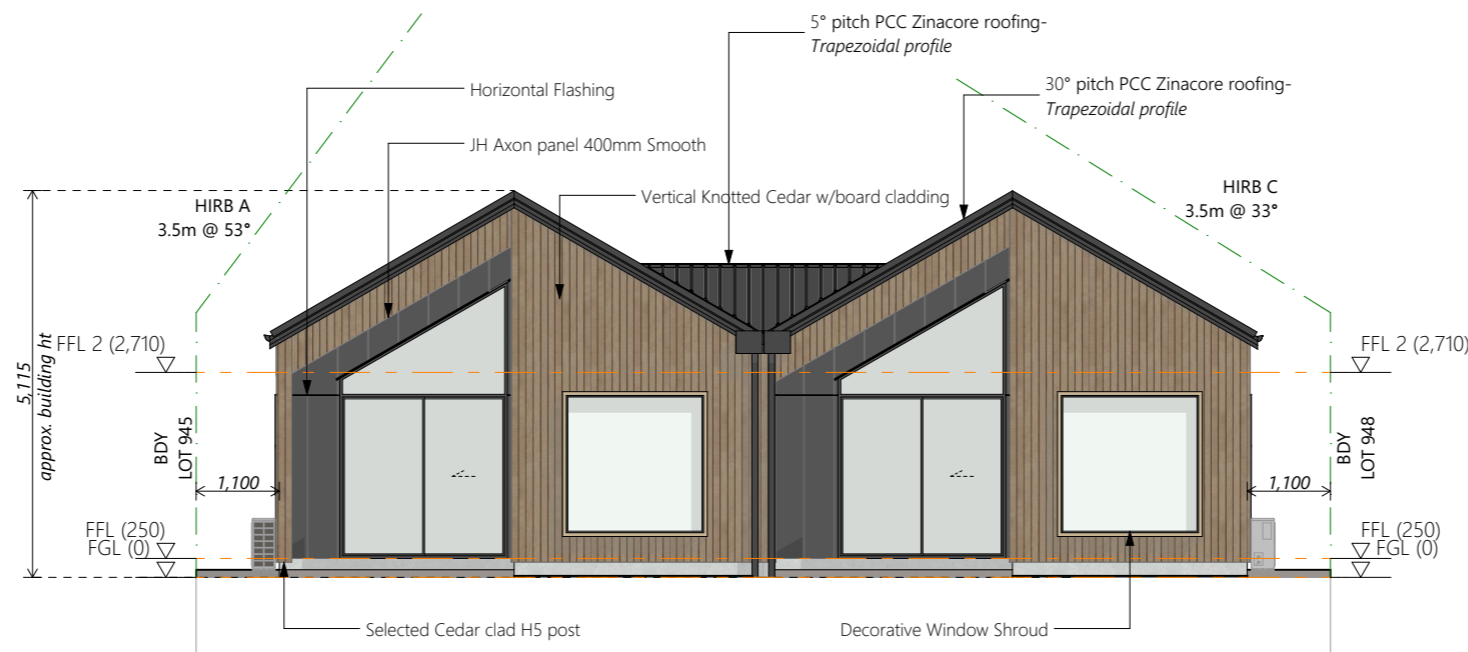 5° pitch PCC Zinacore roofing-
Trapezoidal profile
Horizontal Flashing
30° pitch PCC Zinacore roofing-
Trapezoidal profile
JH Axon panel 400mm Smooth
Vertical Knotted Cedar w/board cladding
HIRB A
3.5m @ 53°
HIRB C
3.5m @ 33°
FFL 2 (2,710)
FFL 2 (2,710)
5,115
approx. building ht
BDY
LOT 945
BDY
LOT 948
1,100
1,100
FFL (250)
FGL (0)
FFL (250)
FGL (0)
Selected Cedar clad H5 post
Decorative Window Shroud